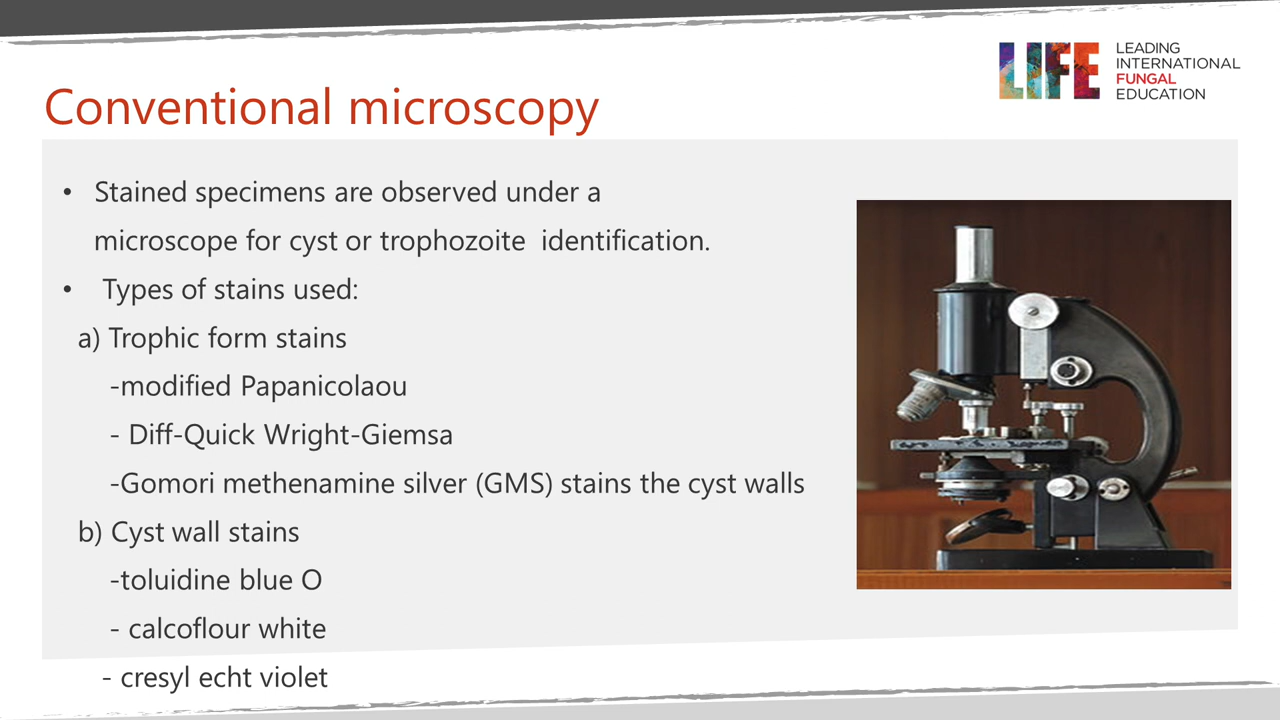 LIFE LEADING
INTERNATIONAL
FUNGAL
EDUCATION
Conventional microscopy
• Stained specimens are observed under a
microscope for cyst or trophozoite  identification.
• Types of stains used:
a) Trophic form stains
-modified Papanicolaou
- Diff-Quick Wright-Giemsa
-Gomori methenamine silver (GMS) stains the cyst walls
b) Cyst wall stains
-toluidine blue O
- calcoflour white
- cresyl echt violet